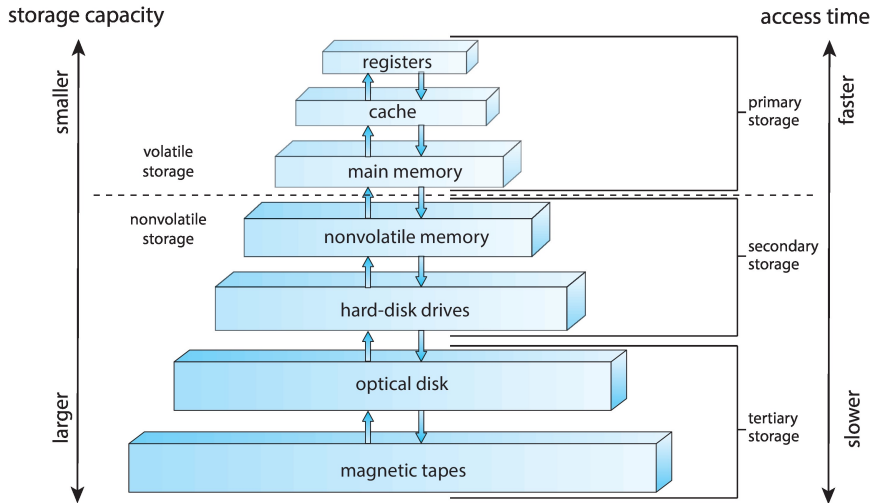 storage capacity
access time
smaller
larger
registers
cache
main memory
nonvolatile memory
hard-disk drives
optical disk
magnetic tapes
volatile
storage
nonvolatile
storage
primary
storage
secondary
storage
tertiary
storage
faster
slower